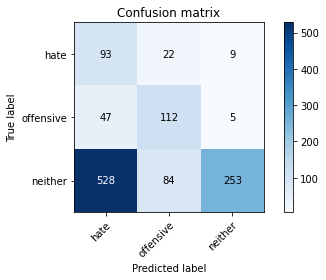 Confusion matrix
True label
hate
93
22
9
offensive
47
112
5
neither
528
84
253
hate
offensive
neither
Predicted label
500
400
300
200
100